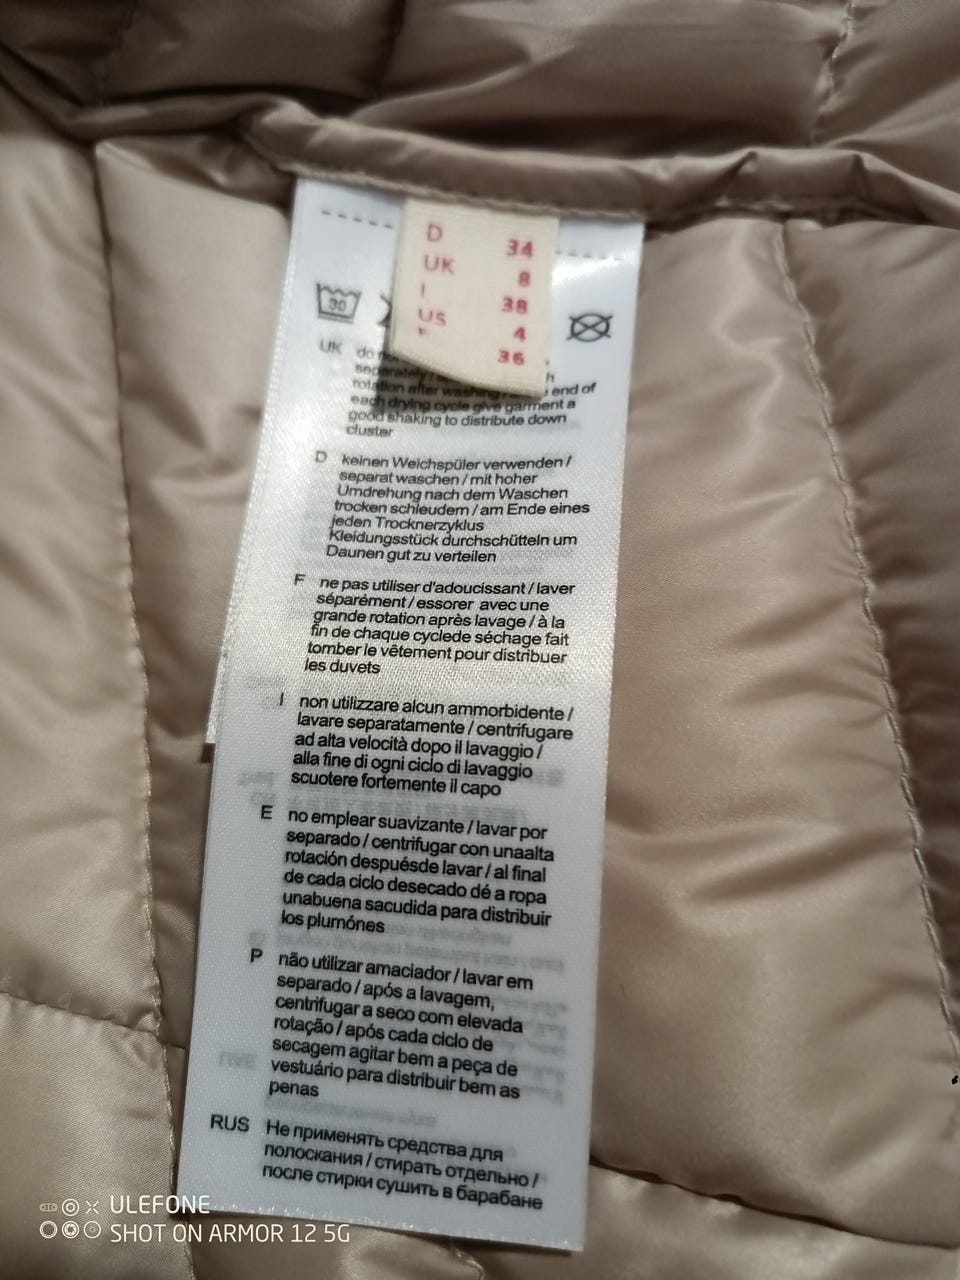 D 34
UK 8
I 38
US 4
F 36
30
UK do
separately /
rotation after washing / end of
each drying cycle give garment a
good shaking to distribute down
cluster
D keinen Weichspüler verwenden /
separat waschen / mit hoher
Umdrehung nach dem Waschen
trocken schleudern / am Ende eines
jeden Trocknerzyklus
Kleidungsstück durchschütteln um
Daunen gut zu verteilen
F ne pas utiliser d'adoucissant / laver
séparément / essorer avec une
grande rotation après lavage / à la
fin de chaque cyclede séchage fait
tomber le vêtement pour distribuer
les duvets
I non utilizzare alcun ammorbidente /
lavare separatamente / centrifugare
ad alta velocità dopo il lavaggio /
alla fine di ogni ciclo di lavaggio
scuotere fortemente il capo
E no emplear suavizante / lavar por
separado / centrifugar con unaalta
rotación despuésde lavar / al final
de cada ciclo desecado dé a ropa
unabuena sacudida para distribuir
los plumónes
P não utilizar amaciador / lavar em
separado / após a lavagem,
centrifugar a seco com elevada
rotação / após cada ciclo de
secagem agitar bem a peça de
vestuário para distribuir bem as
penas
RUS Не применять средства для
полоскания / стирать отдельно /
после стирки сушить в барабане
ULEFONE
SHOT ON ARMOR 12 5G